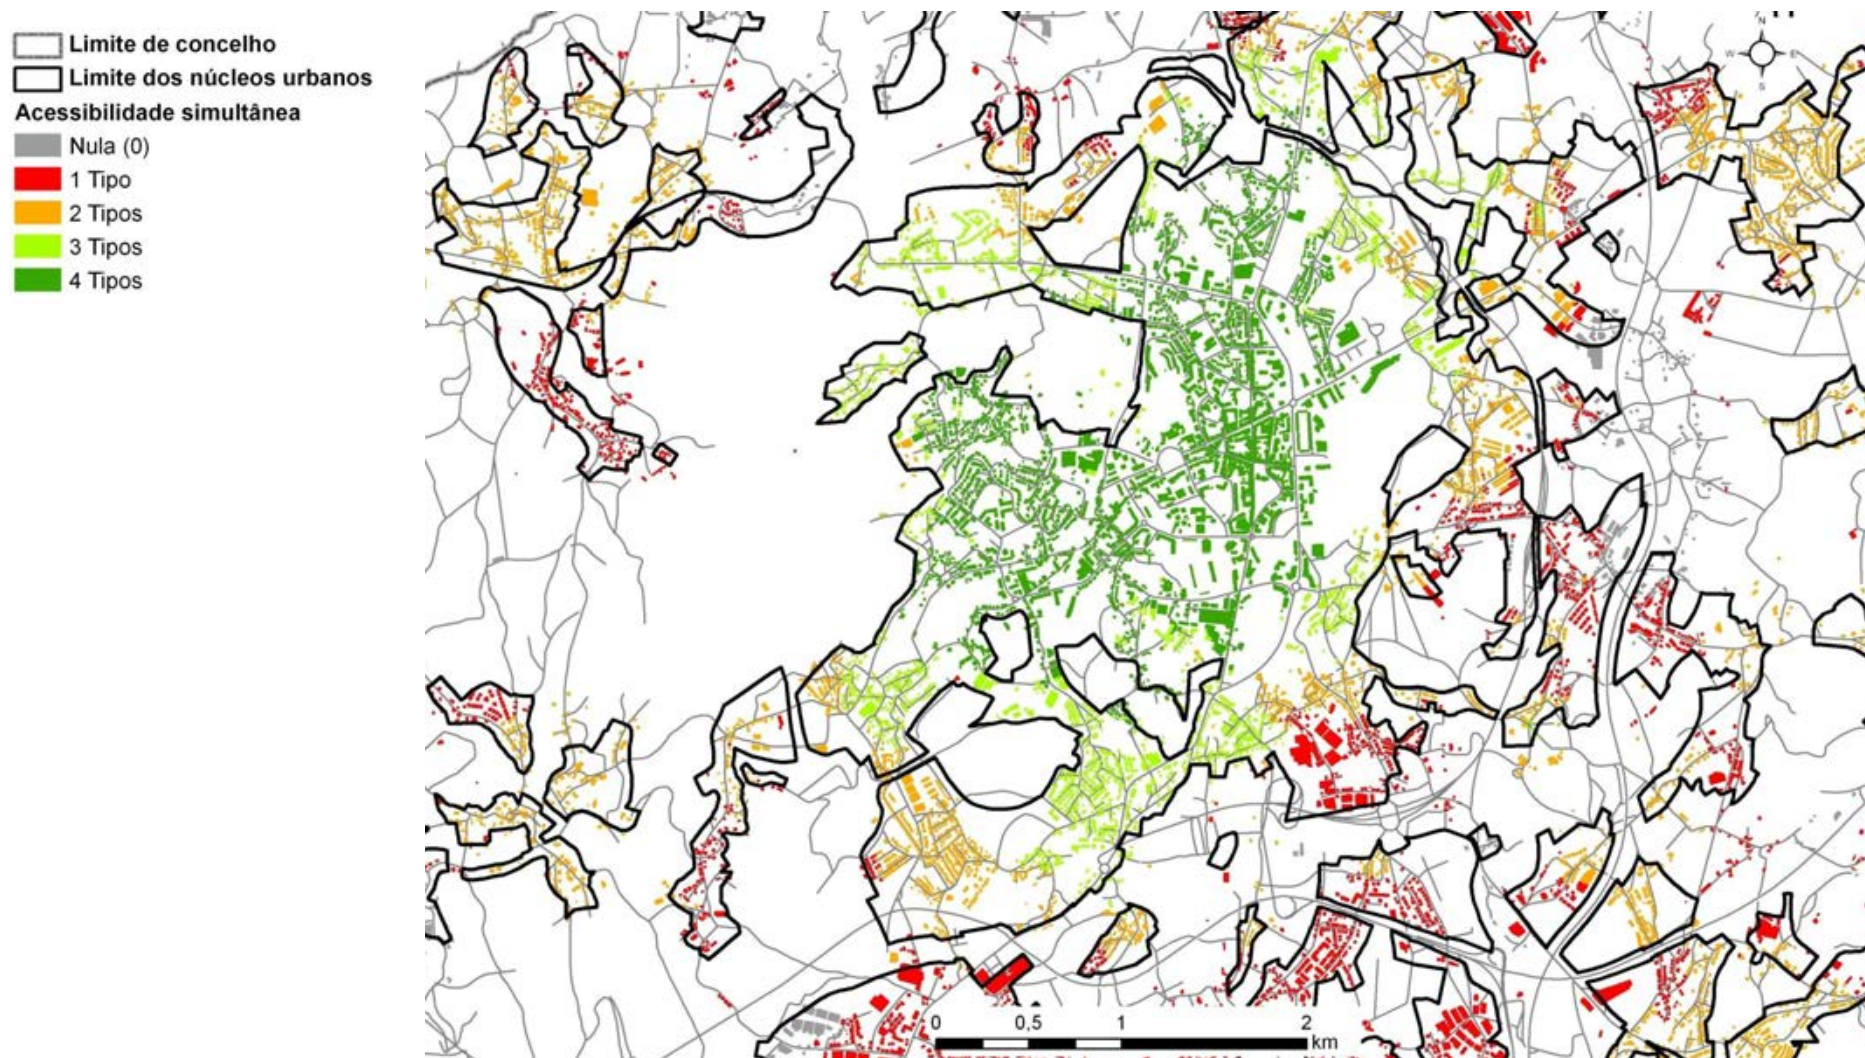 Limite de concelho
Limite dos núcleos urbanos
Acessibilidade simultânea
Nula (0)
1 Tipo
2 Tipos
3 Tipos
4 Tipos
N
W E
S
0 0,5 1 2
km